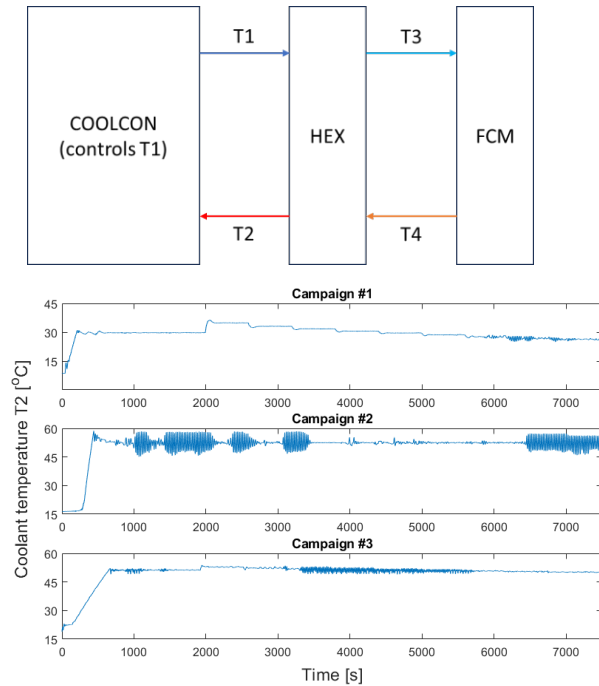 T1
T3
COOLCON
(controls T1)
HEX
FCM
T2
T4
Campaign #1
45
30
15
0 1000 2000 3000 4000 5000 6000 7000
Campaign #2
60
45
30
15
0 1000 2000 3000 4000 5000 6000 7000
Campaign #3
60
45
30
15
0 1000 2000 3000 4000 5000 6000 7000
Coolant temperature T2 [°C]
Time [s]